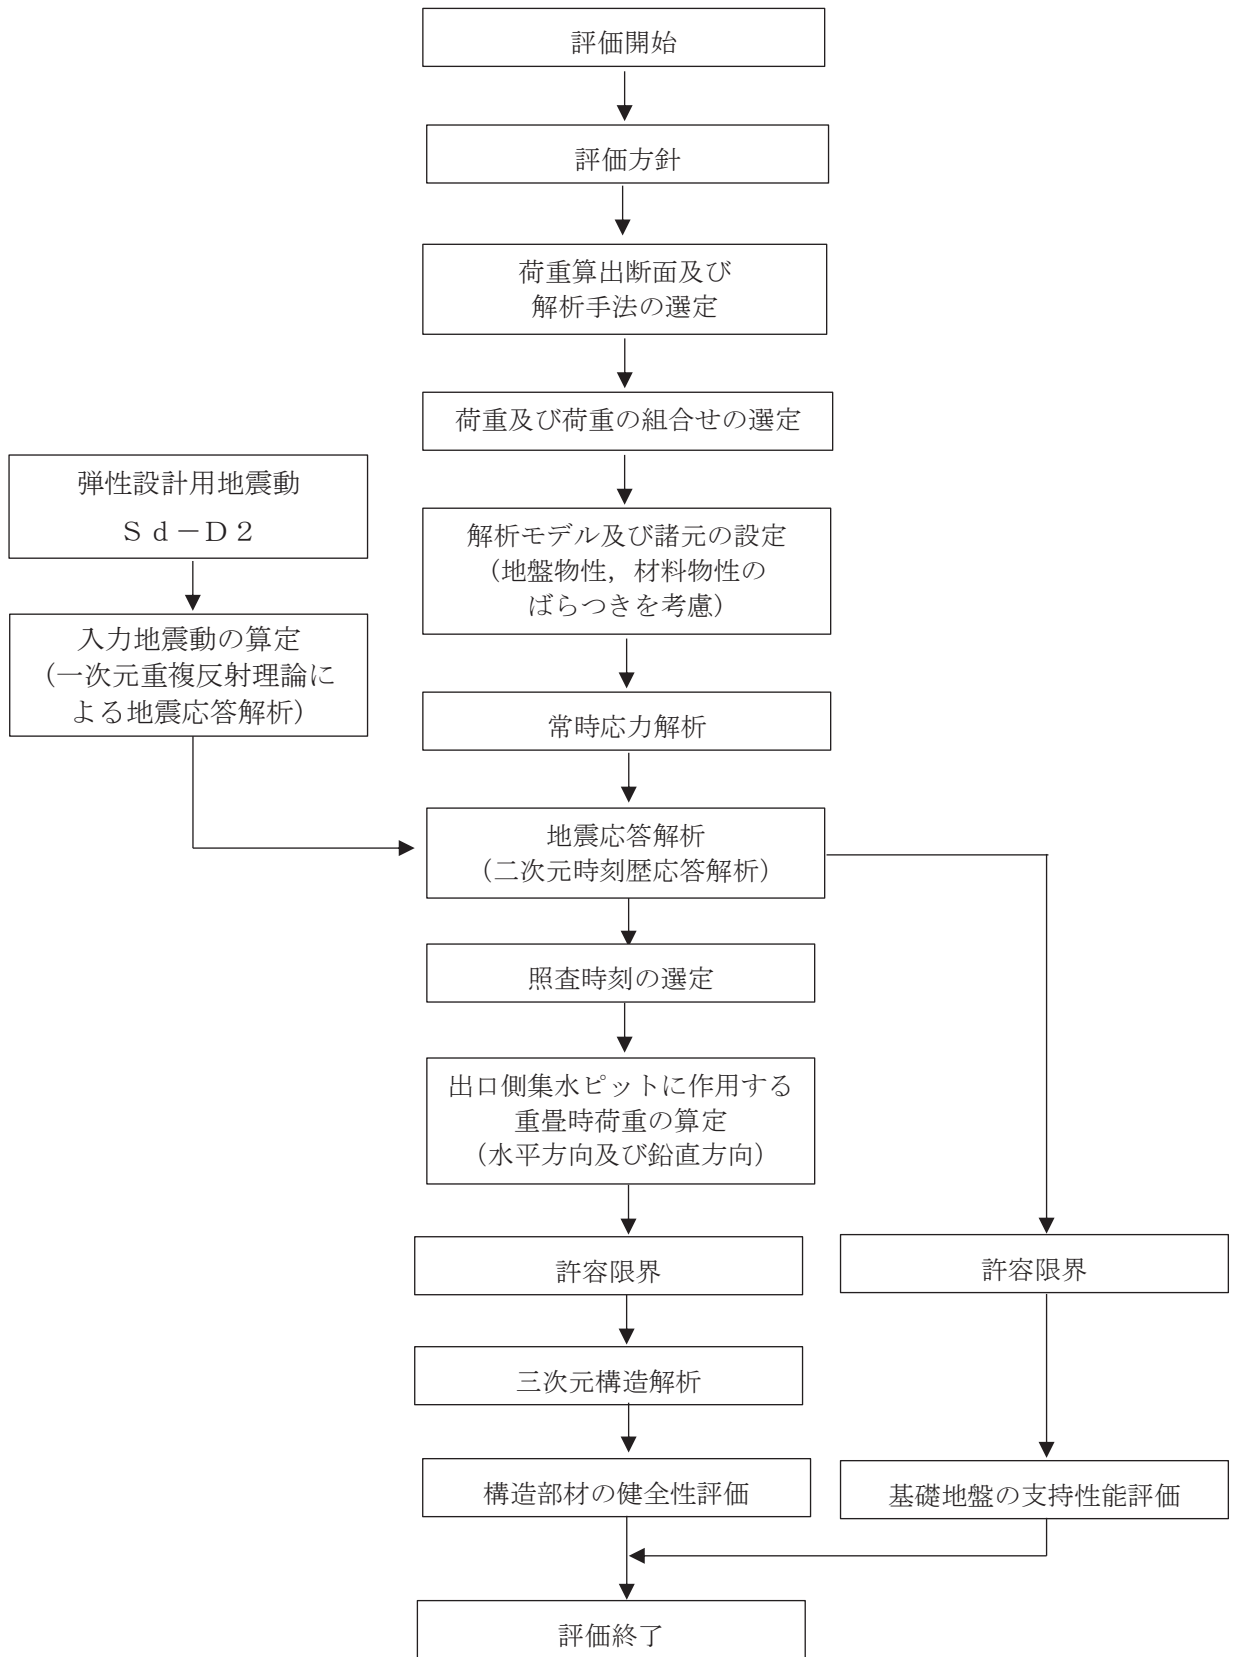 評価開始
評価方針
荷重算出断面及び
解析手法の選定
荷重及び荷重の組合せの選定
弾性設計用地震動
Ｓｄ－Ｄ２
入力地震動の算定
（一次元重複反射理論に
よる地震応答解析）
解析モデル及び諸元の設定
（地盤物性，材料物性の
ばらつきを考慮）
常時応力解析
地震応答解析
（二次元時刻歴応答解析）
照査時刻の選定
出口側集水ピットに作用する
重畳時荷重の算定
（水平方向及び鉛直方向）
許容限界
許容限界
三次元構造解析
構造部材の健全性評価
基礎地盤の支持性能評価
評価終了